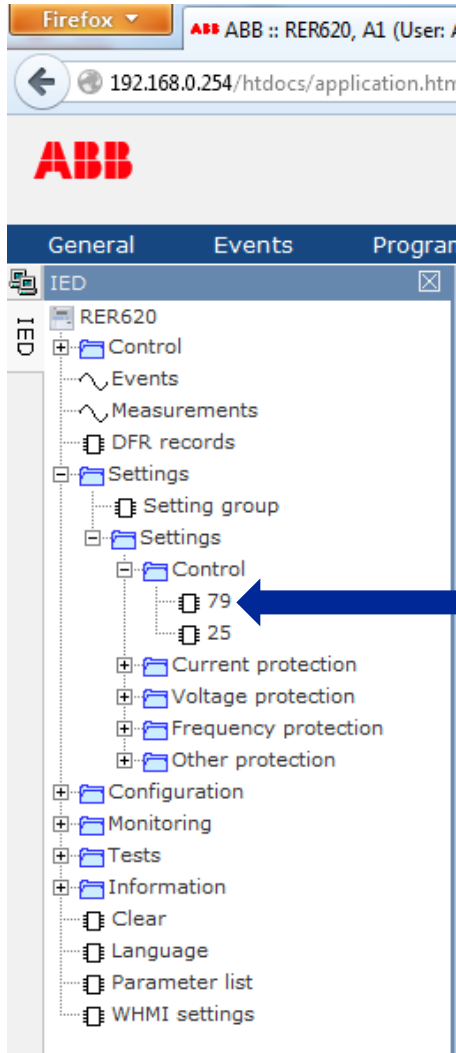 Firefox
ABB ABB :: RER620, A1 (User:
192.168.0.254/htdocs/application.htm
ABB
General Events Program
IED
IED
RER620
Control
Events
Measurements
DFR records
Settings
Setting group
Settings
Control
79
25
Current protection
Voltage protection
Frequency protection
Other protection
Configuration
Monitoring
Tests
Information
Clear
Language
Parameter list
WHMI settings